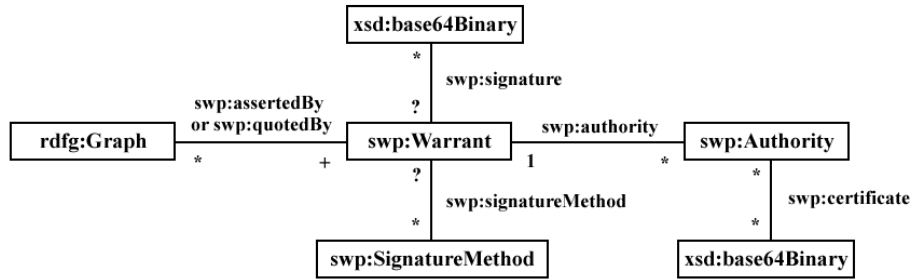 xsd:base64Binary
*
swp:signature
?
swp:assertedBy
or swp:quotedBy
rdfg:Graph
*
+
swp:Warrant
swp:authority
1
*
swp:Authority
?
swp:signatureMethod
*
swp:SignatureMethod
*
swp:certificate
*
xsd:base64Binary